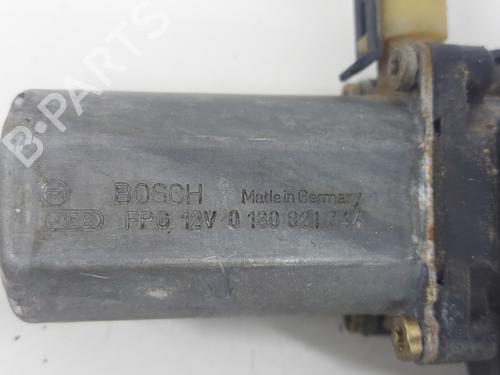 B-PARTS
BOSCH Made in Germany
FPG 12V 0 130 821 744